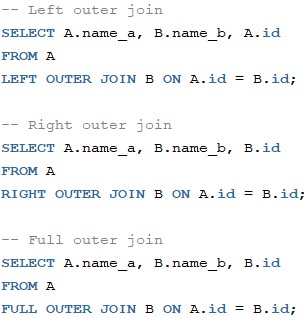 -- Left outer join
SELECT A.name_a, B.name_b, A.id
FROM A
LEFT OUTER JOIN B ON A.id = B.id;
-- Right outer join
SELECT A.name_a, B.name_b, B.id
FROM A
RIGHT OUTER JOIN B ON A.id = B.id;
-- Full outer join
SELECT A.name_a, B.name_b, B.id
FROM A
FULL OUTER JOIN B ON A.id = B.id;